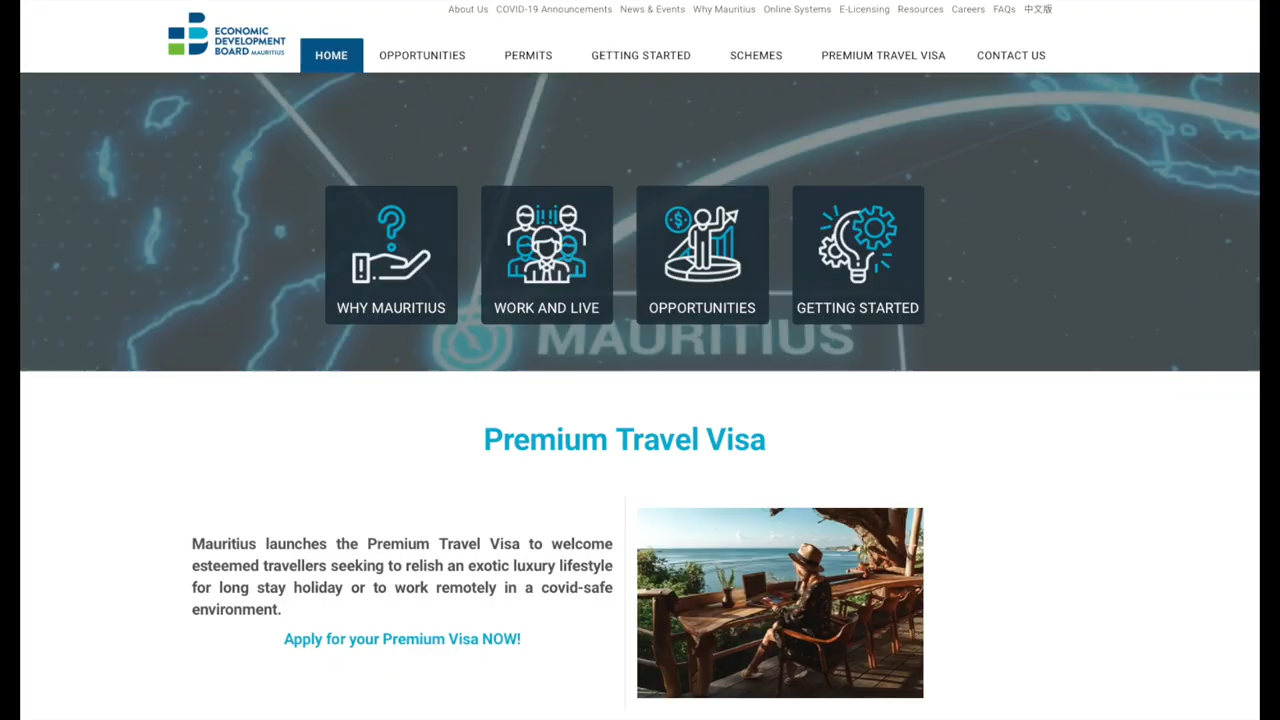 About Us COVID-19 Announcements News & Events Why Mauritius Online Systems E-Licensing Resources Careers FAQs 中文版
ECONOMIC
DEVELOPMENT
BOARD MAURITIUS
HOME OPPORTUNITIES PERMITS GETTING STARTED SCHEMES PREMIUM TRAVEL VISA CONTACT US
WHY MAURITIUS WORK AND LIVE OPPORTUNITIES GETTING STARTED
MAURITIUS
Premium Travel Visa
Mauritius launches the Premium Travel Visa to welcome
esteemed travellers seeking to relish an exotic luxury lifestyle
for long stay holiday or to work remotely in a covid-safe
environment.
Apply for your Premium Visa NOW!